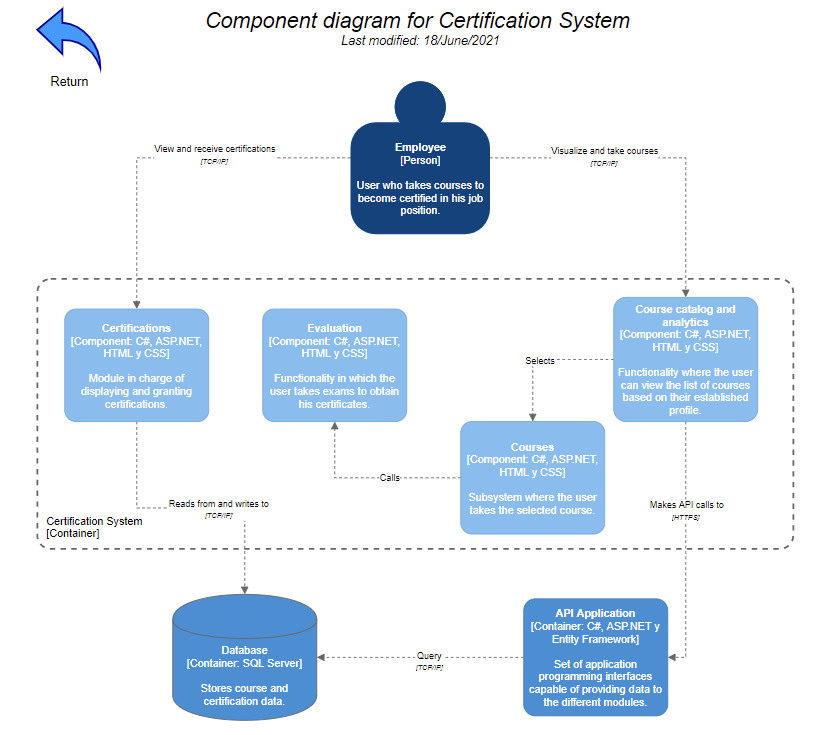 Component diagram for Certification System
Last modified: 18/June/2021
Return
Employee
[Person]
User who takes courses to
become certified in his job
position.
View and receive certifications
[TCP/IP]
Visualize and take courses
[TCP/IP]
Certifications
[Component: C#, ASP.NET,
HTML y CSS]
Module in charge of
displaying and granting
certifications.
Evaluation
[Component: C#, ASP.NET,
HTML y CSS]
Functionality in which the
user takes exams to obtain
his certificates.
Course catalog and
analytics
[Component: C#, ASP.NET,
HTML y CSS]
Functionality where the user
can view the list of courses
based on their established
profile.
Selects
Courses
[Component: C#, ASP.NET,
HTML y CSS]
Subsystem where the user
takes the selected course.
Calls
Reads from and writes to
[TCP/IP]
Makes API calls to
[HTTPS]
Certification System
[Container]
Database
[Container: SQL Server]
Stores course and
certification data.
Query
[TCP/IP]
API Application
[Container: C#, ASP.NET y
Entity Framework]
Set of application
programming interfaces
capable of providing data to
the different modules.